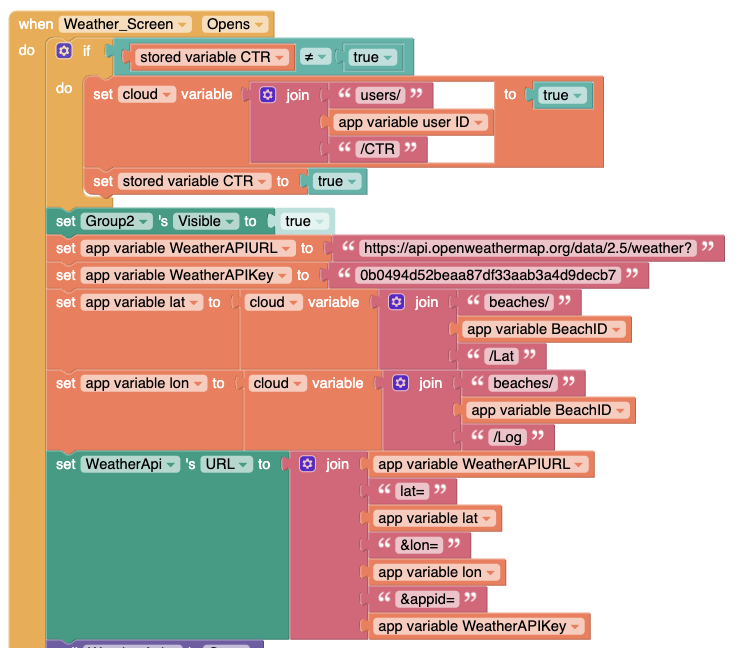 when Weather_Screen Opens
do if stored variable CTR ≠ true
do set cloud variable join “ users/ ” to true
app variable user ID
“ /CTR ”
set stored variable CTR to true
set Group2 's Visible to true
set app variable WeatherAPIURL to “ https://api.openweathermap.org/data/2.5/weather? ”
set app variable WeatherAPIKey to “ 0b0494d52beaa87df33aab3a4d9decb7 ”
set app variable lat to cloud variable join “ beaches/ ”
app variable BeachID
“ /Lat ”
set app variable lon to cloud variable join “ beaches/ ”
app variable BeachID
“ /Log ”
set WeatherApi 's URL to join app variable WeatherAPIURL
“ lat= ”
app variable lat
“ &lon= ”
app variable lon
“ &appid= ”
app variable WeatherAPIKey